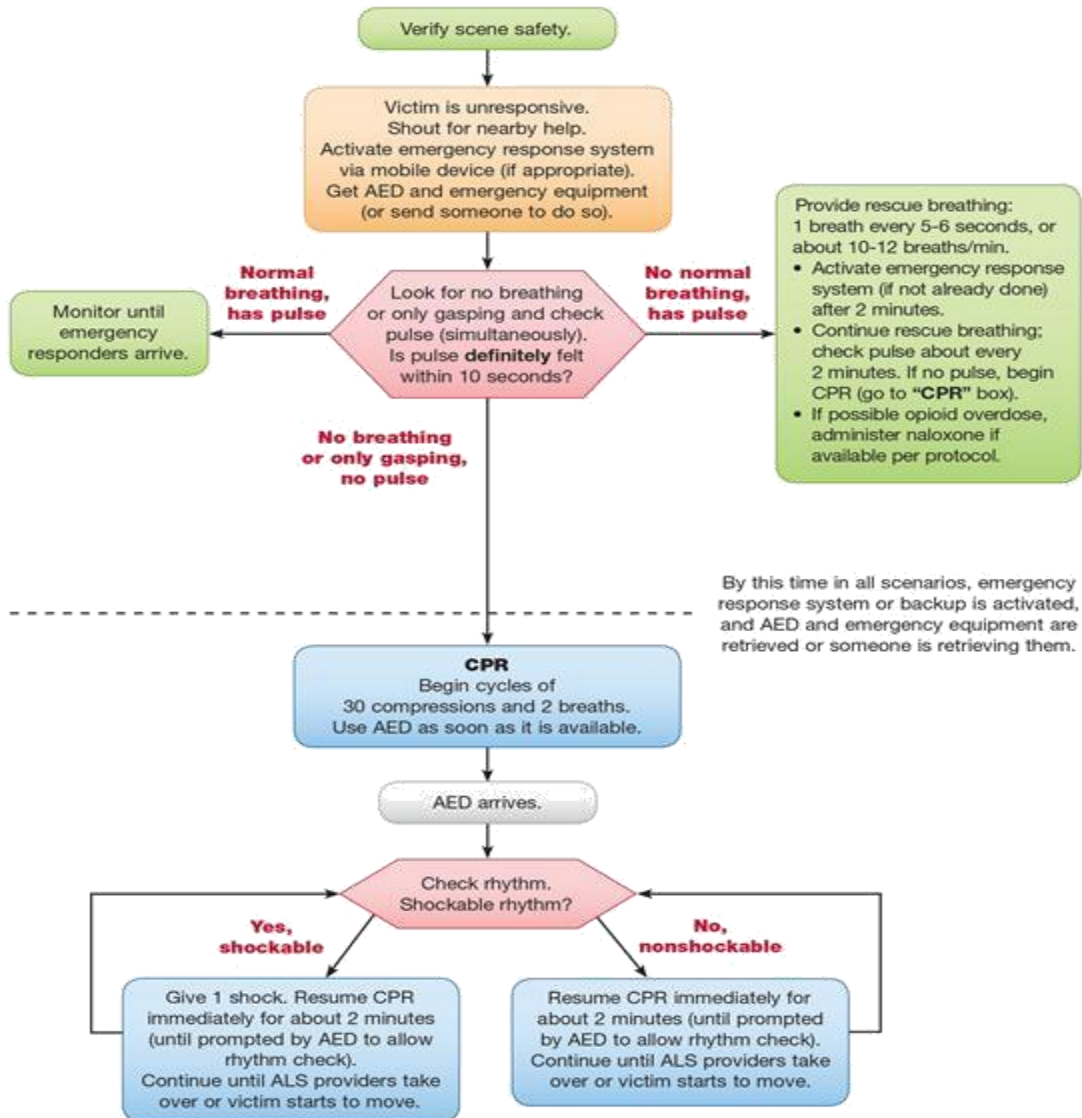 Verify scene safety.
Victim is unresponsive.
Shout for nearby help.
Activate emergency response system
via mobile device (if appropriate).
Get AED and emergency equipment
(or send someone to do so).
Normal
breathing,
has pulse
Monitor until
emergency
responders arrive.
Look for no breathing
or only gasping and check
pulse (simultaneously).
Is pulse definitely felt
within 10 seconds?
No normal
breathing,
has pulse
Provide rescue breathing:
1 breath every 5-6 seconds, or
about 10-12 breaths/min.
• Activate emergency response
system (if not already done)
after 2 minutes.
• Continue rescue breathing;
check pulse about every
2 minutes. If no pulse, begin
CPR (go to “CPR” box).
• If possible opioid overdose,
administer naloxone if
available per protocol.
No breathing
or only gasping,
no pulse
By this time in all scenarios, emergency
response system or backup is activated,
and AED and emergency equipment are
retrieved or someone is retrieving them.
CPR
Begin cycles of
30 compressions and 2 breaths.
Use AED as soon as it is available.
AED arrives.
Check rhythm.
Shockable rhythm?
Yes,
shockable
No,
nonshockable
Give 1 shock. Resume CPR
immediately for about 2 minutes
(until prompted by AED to allow
rhythm check).
Continue until ALS providers take
over or victim starts to move.
Resume CPR immediately for
about 2 minutes (until prompted
by AED to allow rhythm check).
Continue until ALS providers take
over or victim starts to move.